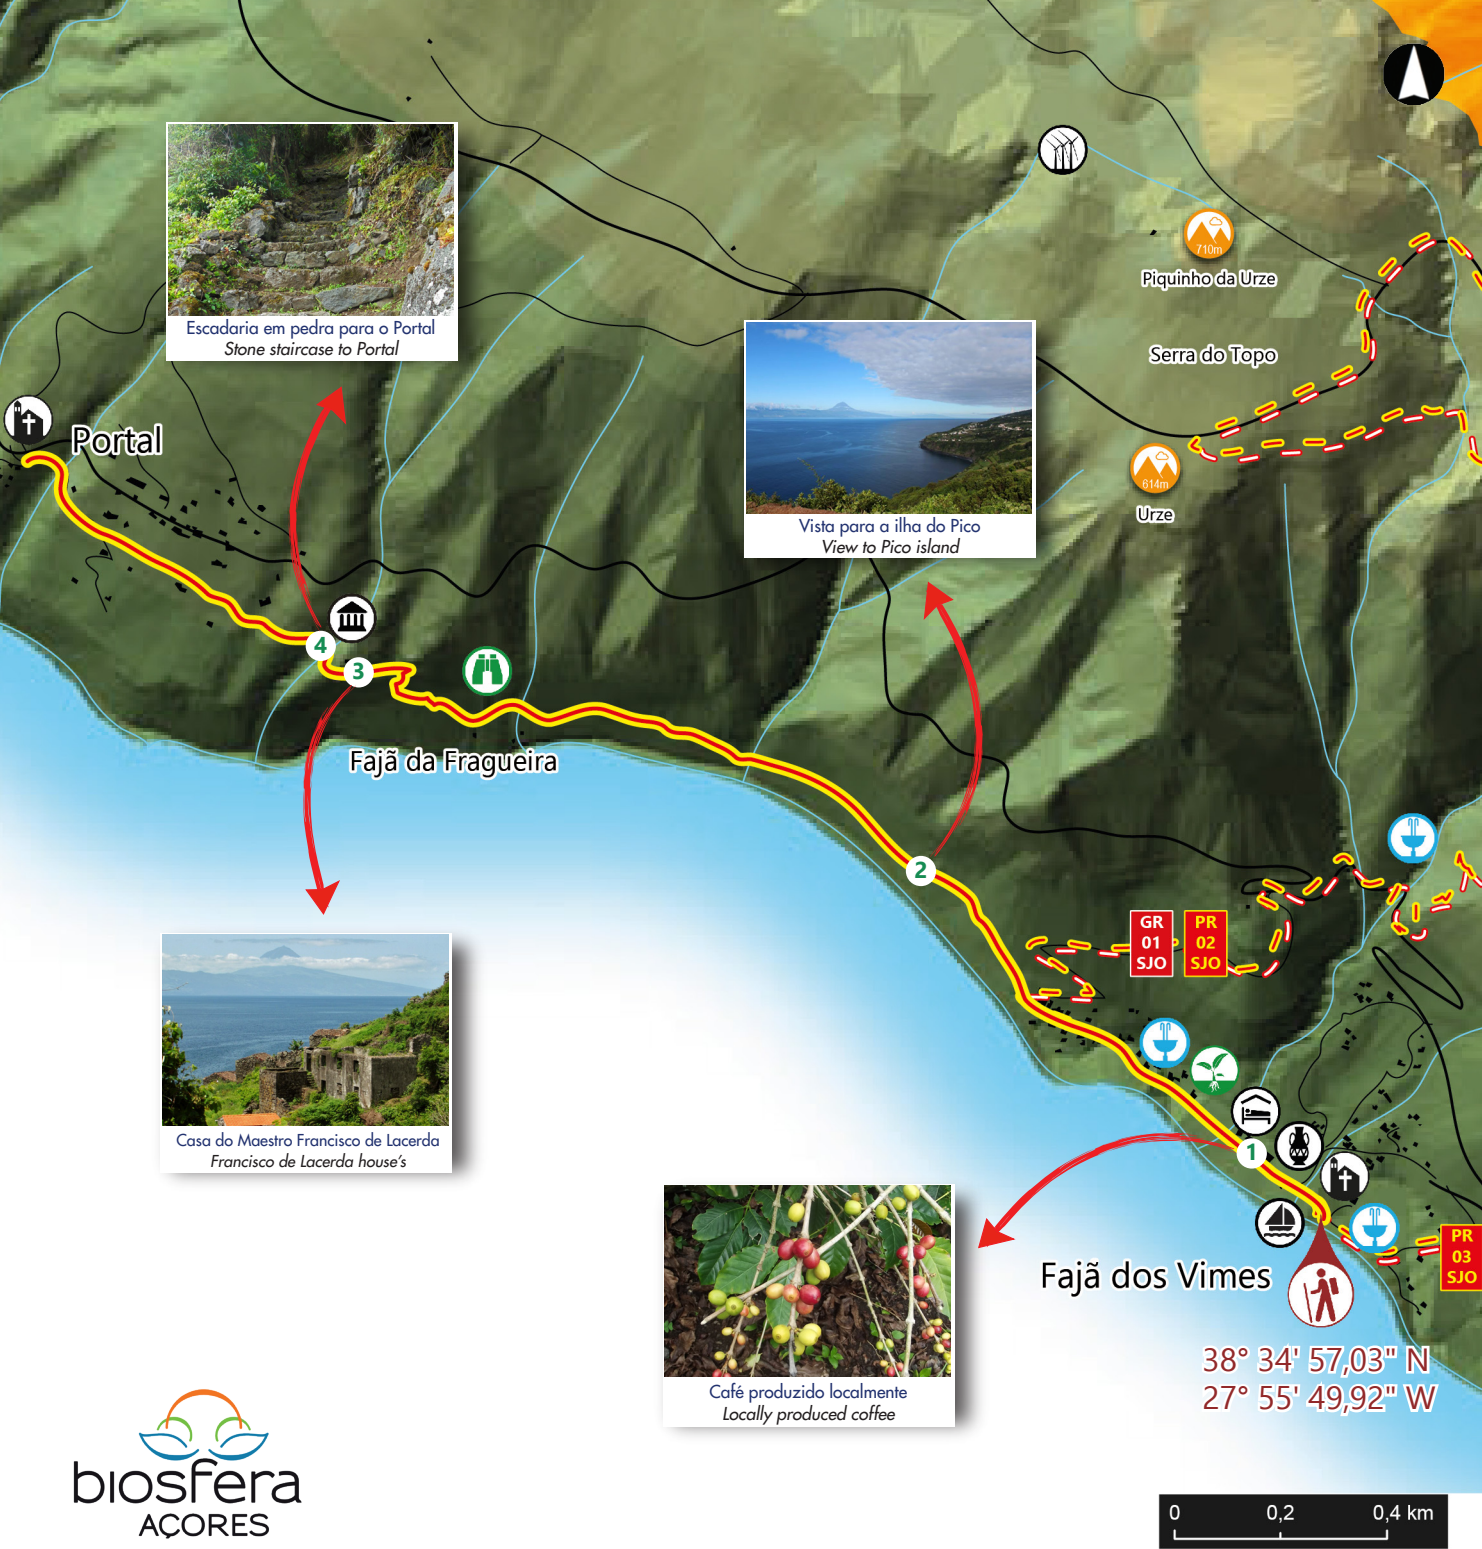 710m
Piquinho da Urze
Escadaria em pedra para o Portal
Stone staircase to Portal
Serra do Topo
Portal
614m
Urze
Vista para a ilha do Pico
View to Pico island
4
3
Fajã da Fragueira
2
GR
01
SJO
PR
02
SJO
Casa do Maestro Francisco de Lacerda
Francisco de Lacerda house's
1
PR
03
SJO
Fajã dos Vimes
38° 34' 57,03" N
27° 55' 49,92" W
Café produzido localmente
Locally produced coffee
biosfera
AÇORES
0 0,2 0,4 km